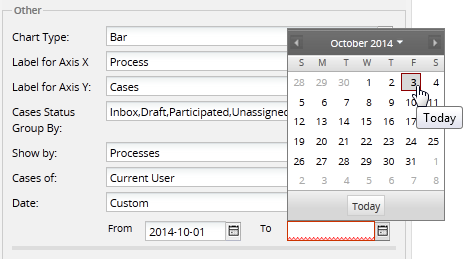 Other
Chart Type: Bar
Label for Axis X Process
Label for Axis Y: Cases
Cases Status Group By: Inbox,Draft,Participated,Unassigned
Show by: Processes
Cases of: Current User
Date: Custom
From 2014-10-01 To
October 2014
S M T W T F S
28 29 30 1 2 3 4
5 6 7 8 9 10 11
12 13 14 15 16 17
19 20 21 22 23 24 25
26 27 28 29 30 31 1
2 3 4 5 6 7 8
Today
Today